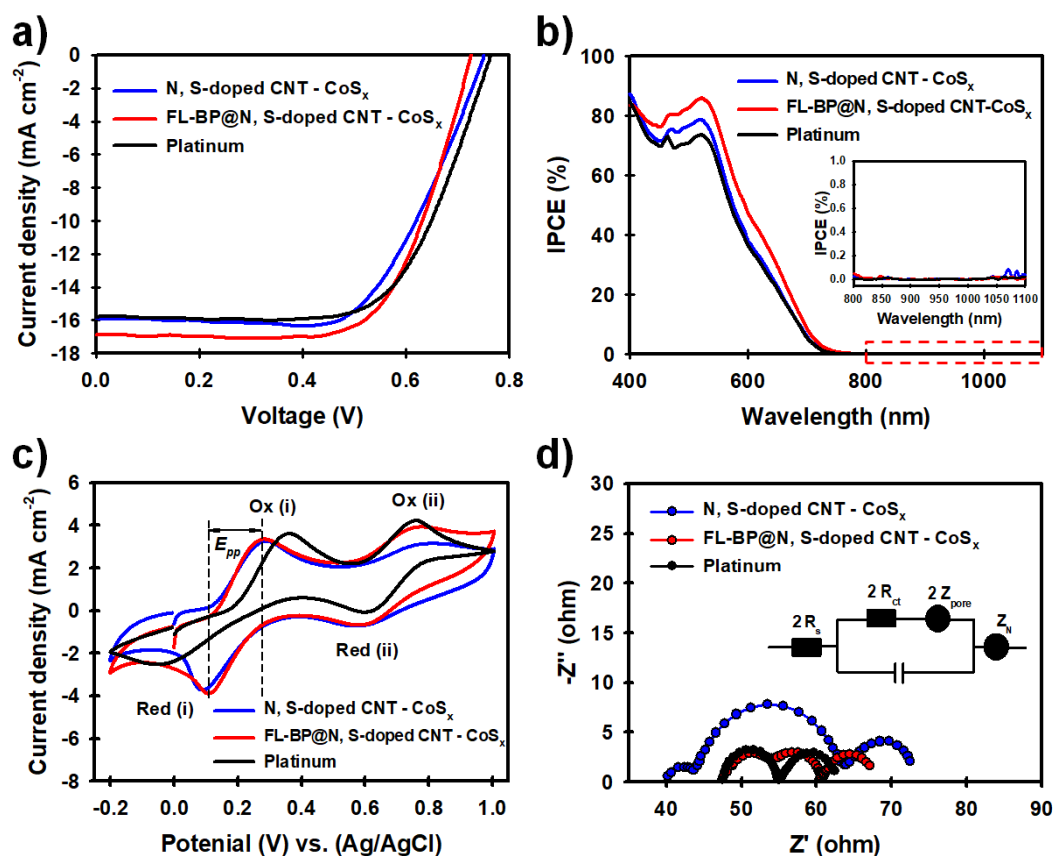 a)
Current density (mA cm⁻²)
0
-2
-4
-6
-8
-10
-12
-14
-16
-18
N, S-doped CNT - CoSₓ
FL-BP@N, S-doped CNT - CoSₓ
Platinum
0.0 0.2 0.4 0.6 0.8
Voltage (V)
b)
IPCE (%)
100
80
60
40
20
0
N, S-doped CNT - CoSₓ
FL-BP@N, S-doped CNT-CoSₓ
Platinum
IPCE (%)
1.0
0.8
0.6
0.4
0.2
0.0
800 850 900 950 1000 1050 1100
Wavelength (nm)
400 600 800 1000
Wavelength (nm)
c)
Current density (mA cm⁻²)
6
4
2
0
-2
-4
-6
-8
Ox (i)
Ox (ii)
Epp
Red (ii)
Red (i)
N, S-doped CNT - CoSₓ
FL-BP@N, S-doped CNT - CoSₓ
Platinum
-0.2 0.0 0.2 0.4 0.6 0.8 1.0
Potenial (V) vs. (Ag/AgCl)
d)
-Z'' (ohm)
30
25
20
15
10
5
0
N, S-doped CNT - CoSₓ
FL-BP@N, S-doped CNT - CoSₓ
Platinum
2 Rct
2 Zpore
2 Rs
ZN
40 50 60 70 80 90
Z' (ohm)